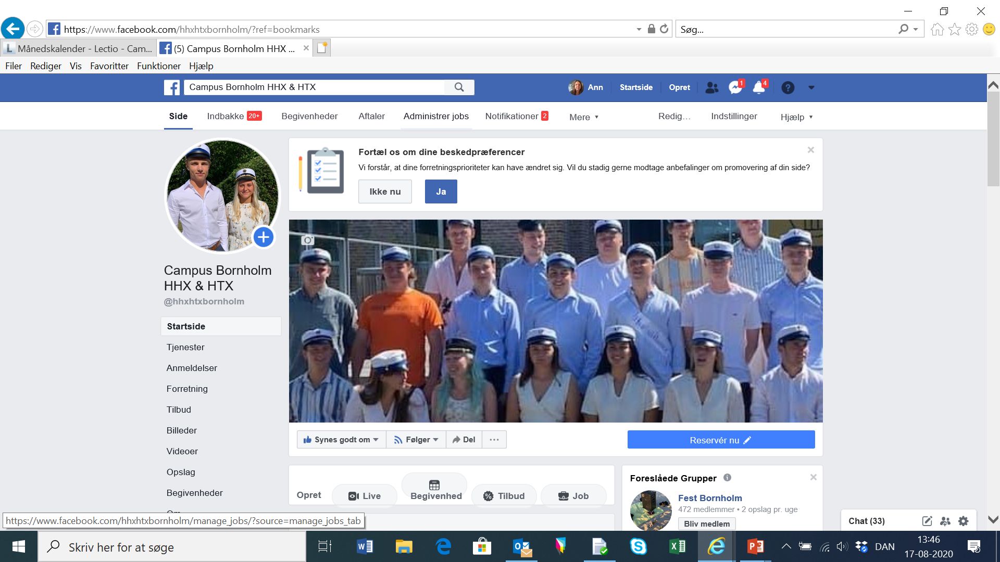 https://www.facebook.com/hhxhtxbornholm/?ref=bookmarks
Søg...
Månedskalender - Lectio - Cam...
(5) Campus Bornholm HHX ...
Filer Rediger Vis Favoritter Funktioner Hjælp
Campus Bornholm HHX & HTX
Ann Startside Opret 1 4
Side Indbakke 20+ Begivenheder Aftaler Administrer jobs Notifikationer 2 Mere Redig... Indstillinger Hjælp
Fortæl os om dine beskedpræferencer
Vi forstår, at dine forretningsprioriteter kan have ændret sig. Vil du stadig gerne modtage anbefalinger om promovering af din side?
Ikke nu Ja
Campus Bornholm
HHX & HTX
@hhxhtxbornholm
Startside
Tjenester
Anmeldelser
Forretning
Tilbud
Billeder
Videoer
Opslag
Begivenheder
Synes godt om Følger Del ...
Reservér nu
Opret Live Begivenhed Tilbud Job
Foreslåede Grupper
Fest Bornholm
472 medlemmer • 2 opslag pr. uge
Bliv medlem
Chat (33)
https://www.facebook.com/hhxhtxbornholm/manage_jobs/?source=manage_jobs_tab
Skriv her for at søge
DAN
13:46
17-08-2020